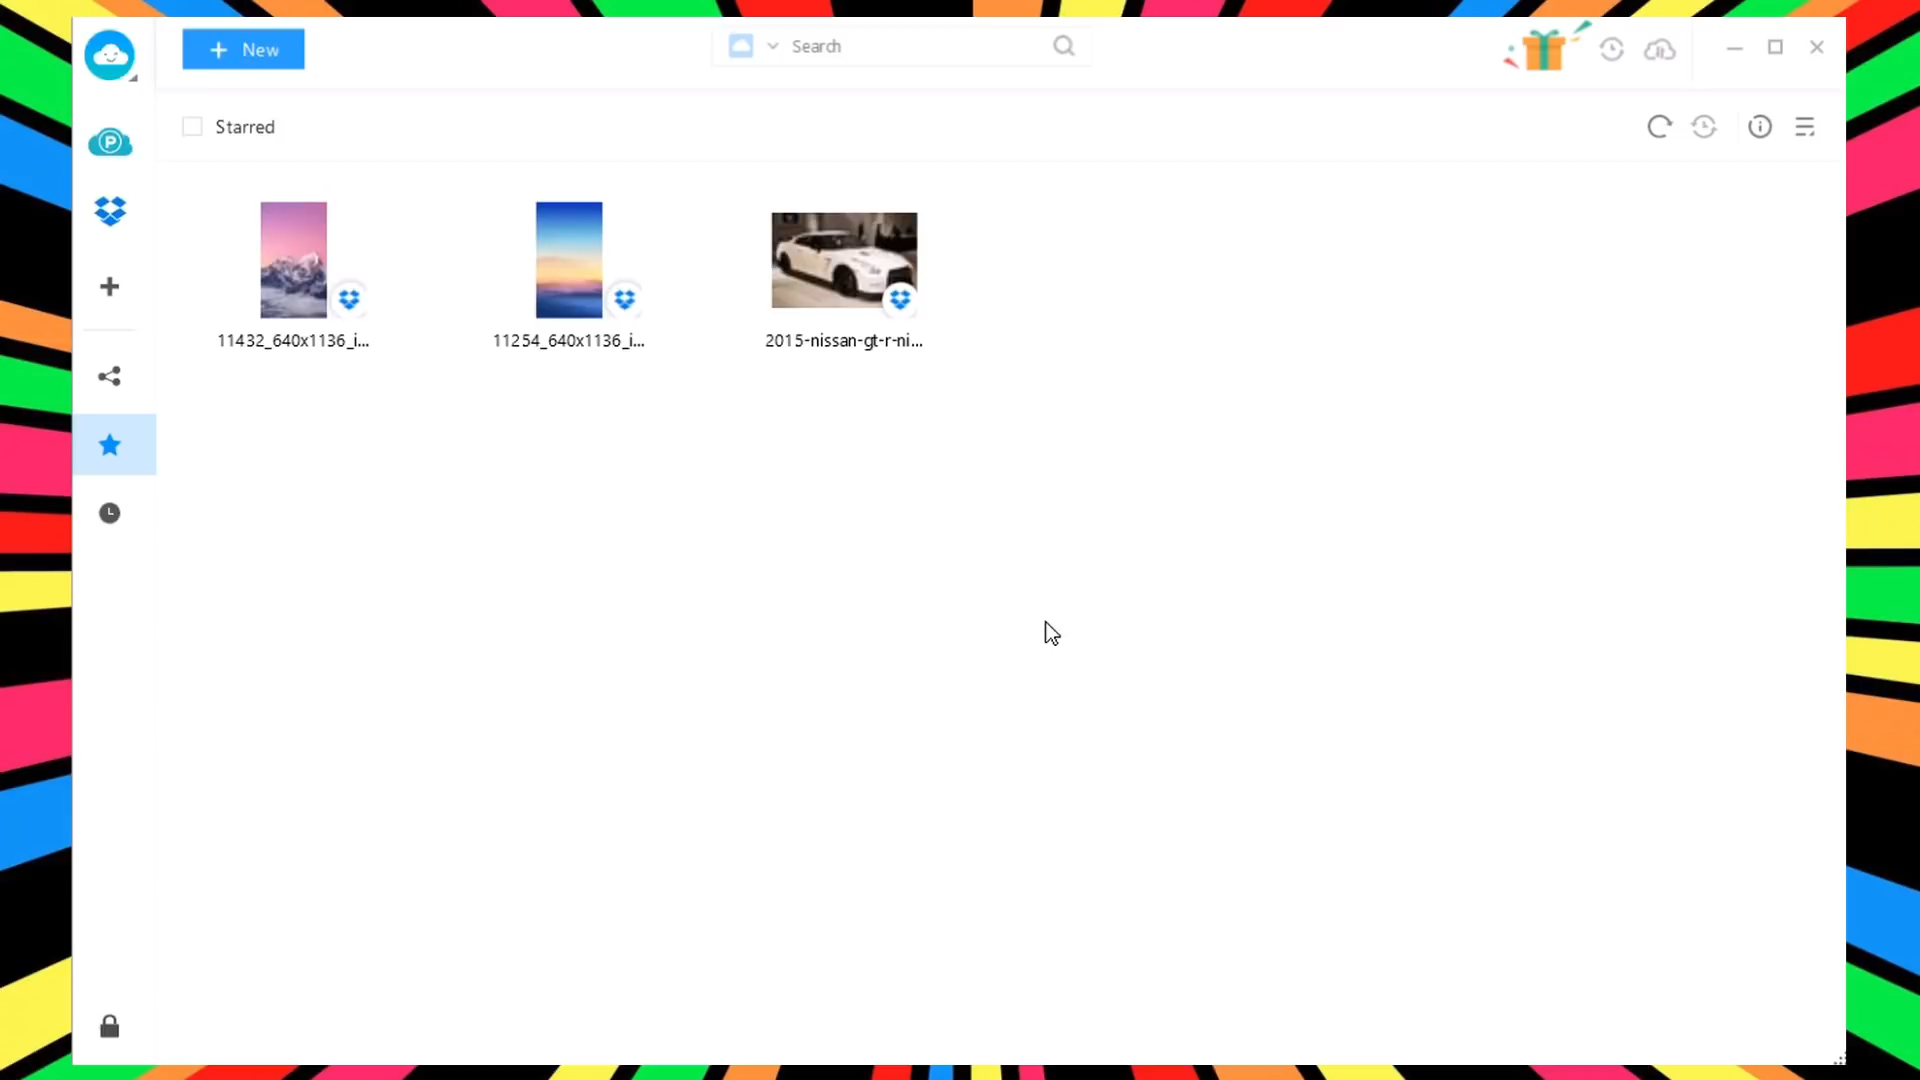 + New
Search
Starred
11432_640x1136_i...
11254_640x1136_i...
2015-nissan-gt-r-ni...
P